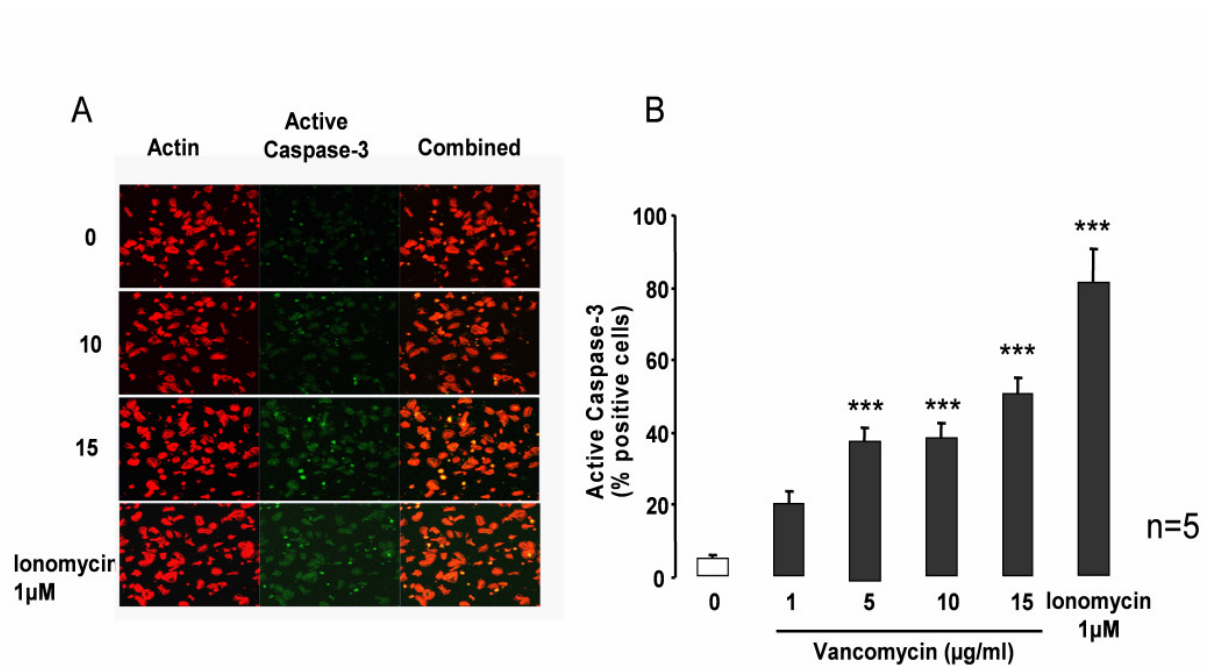 A
B
Actin
Active
Caspase-3
Combined
0
10
15
Ionomycin
1µM
Active Caspase-3
(% positive cells)
100
80
60
40
20
0
***
***
***
***
n=5
0
1
5
10
15
Ionomycin
1µM
Vancomycin (µg/ml)